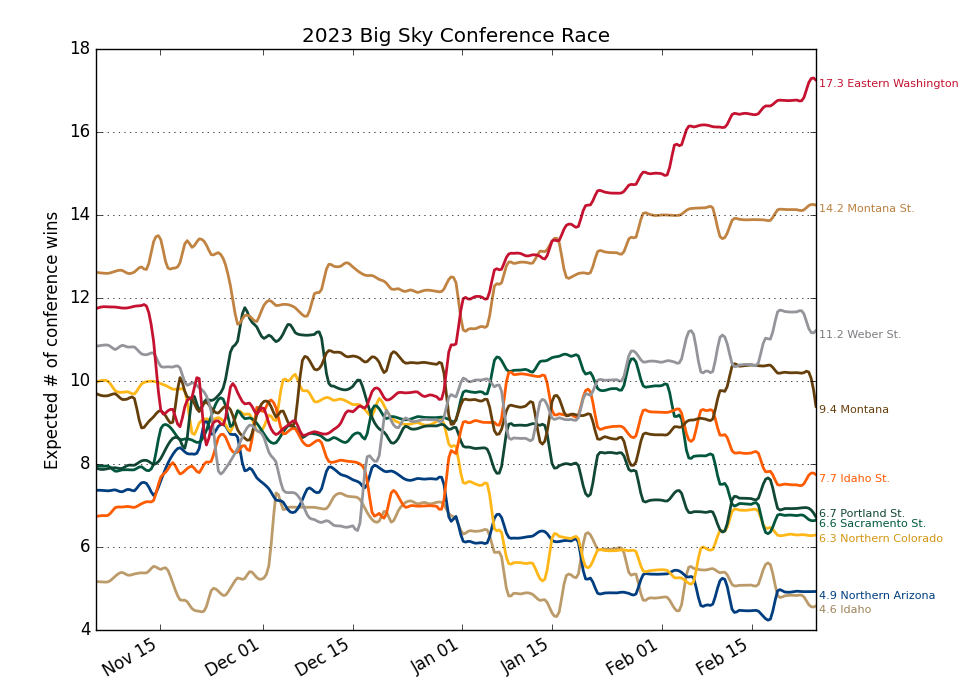 2023 Big Sky Conference Race
18
16
14
12
10
8
6
4
Expected # of conference wins
17.3 Eastern Washington
14.2 Montana St.
11.2 Weber St.
9.4 Montana
7.7 Idaho St.
6.7 Portland St.
6.6 Sacramento St.
6.3 Northern Colorado
4.9 Northern Arizona
4.6 Idaho
Nov 15
Dec 01
Dec 15
Jan 01
Jan 15
Feb 01
Feb 15